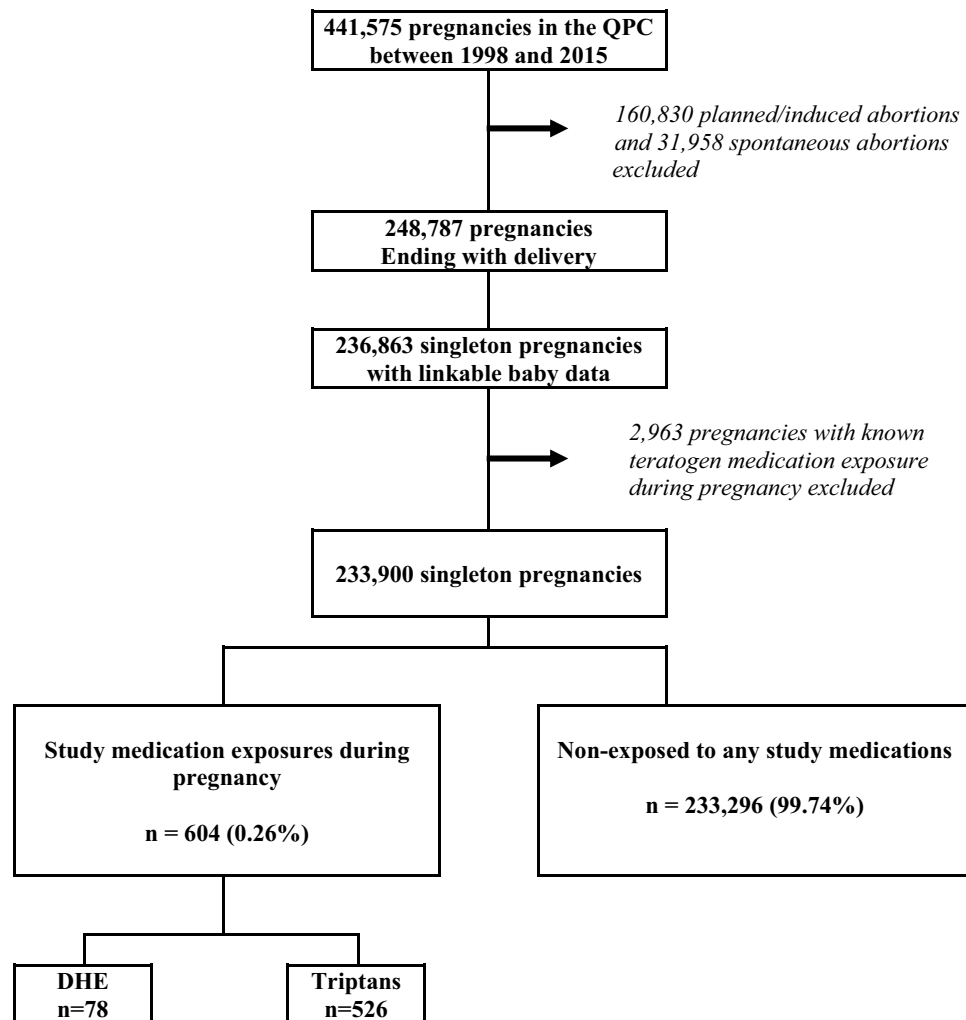 441,575 pregnancies in the QPC
between 1998 and 2015
160,830 planned/induced abortions
and 31,958 spontaneous abortions
excluded
248,787 pregnancies
Ending with delivery
236,863 singleton pregnancies
with linkable baby data
2,963 pregnancies with known
teratogen medication exposure
during pregnancy excluded
233,900 singleton pregnancies
Study medication exposures during
pregnancy
n = 604 (0.26%)
Non-exposed to any study medications
n = 233,296 (99.74%)
DHE
n=78
Triptans
n=526